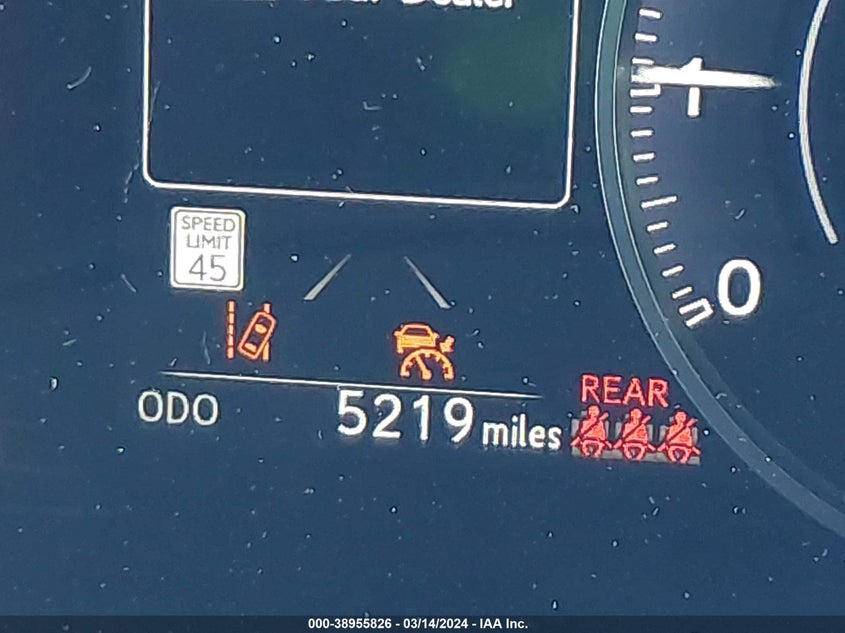 SPEED
LIMIT
45
1
0
ODO 5219 miles
REAR
000-38955826 - 03/14/2024 - IAA Inc.